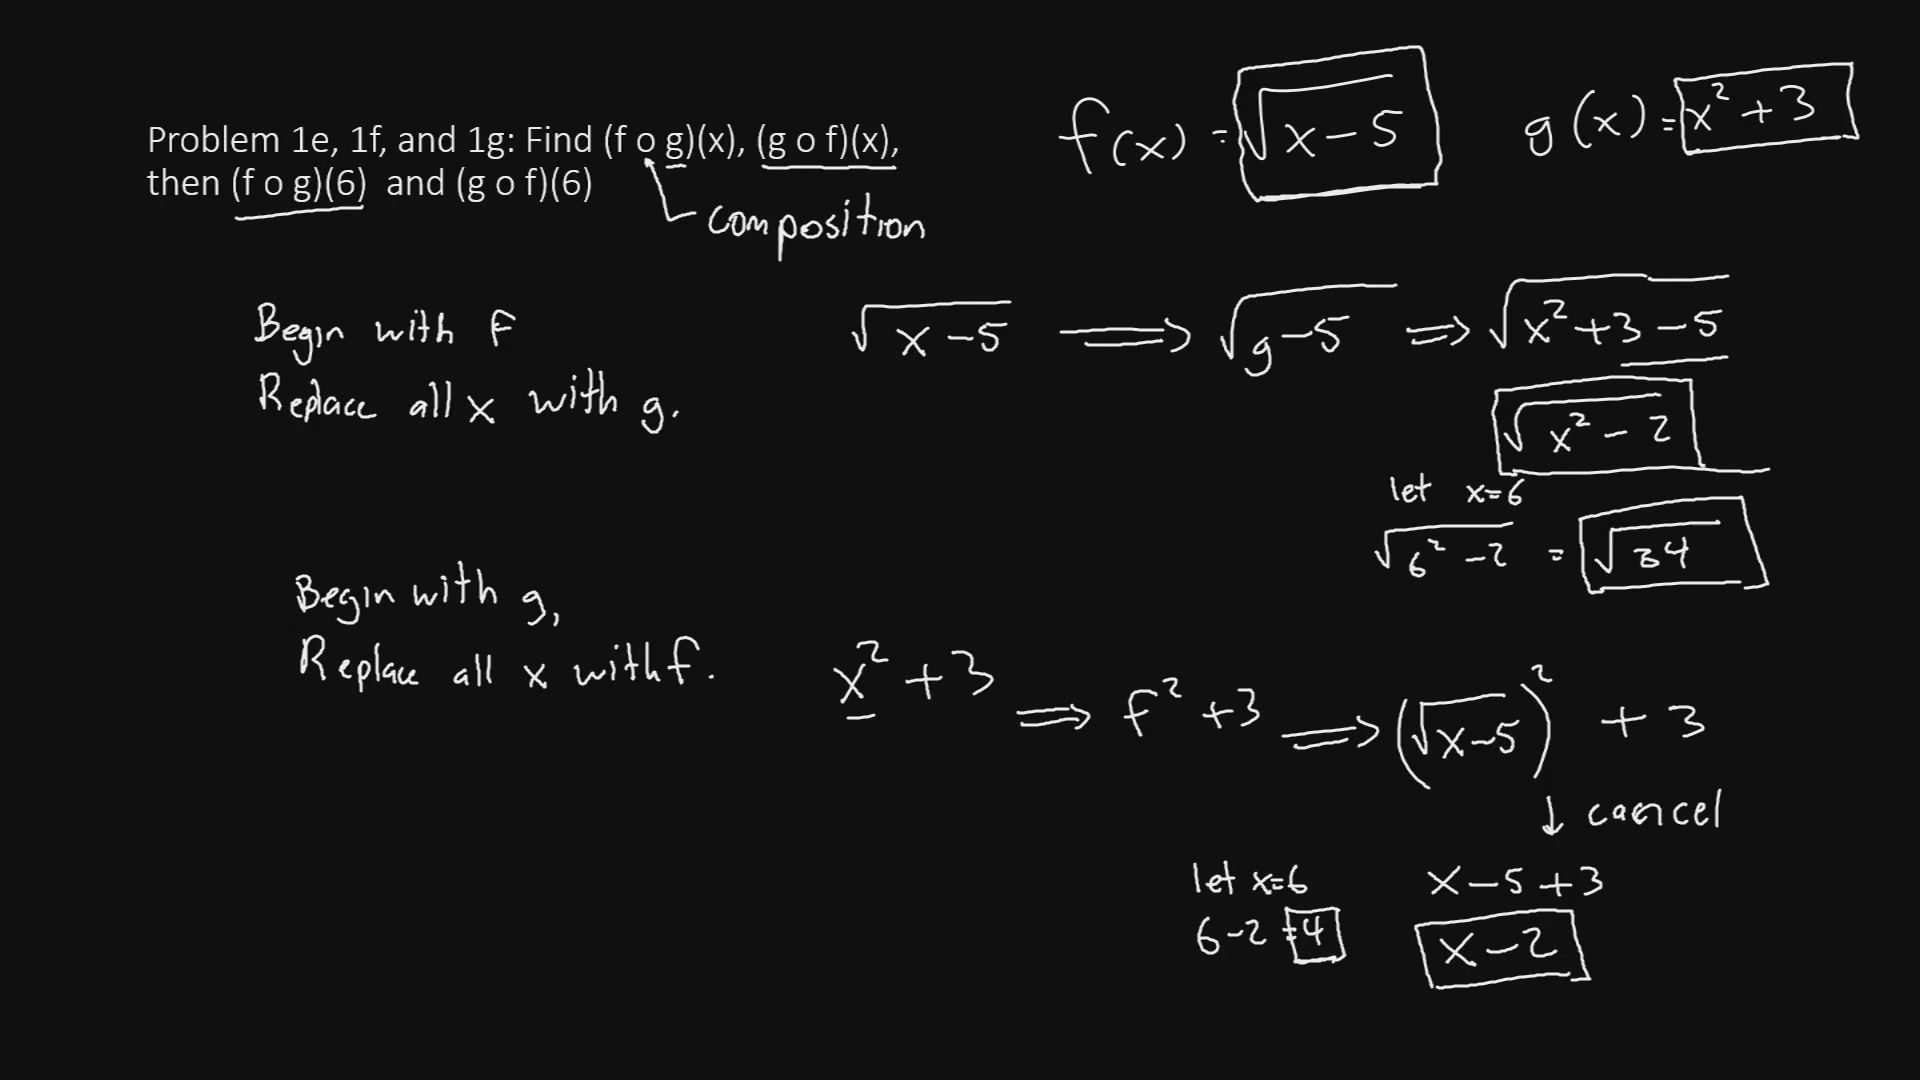 f(x) = √(x-5)   g(x) = x² + 3
Problem 1e, 1f, and 1g: Find (f o g)(x), (g o f)(x),
then (f o g)(6) and (g o f)(6)
composition
Begin with f
Replace all x with g.
√(x-5) ⟹ √(g-5) ⟹ √(x²+3-5)
√(x²-2)
let x=6
√(6²-2) = √34
Begin with g,
Replace all x with f.
x² + 3 ⟹ f² + 3 ⟹ (√(x-5))² + 3
↓ cancel
x-5+3
x-2
let x=6
6-2 = 4